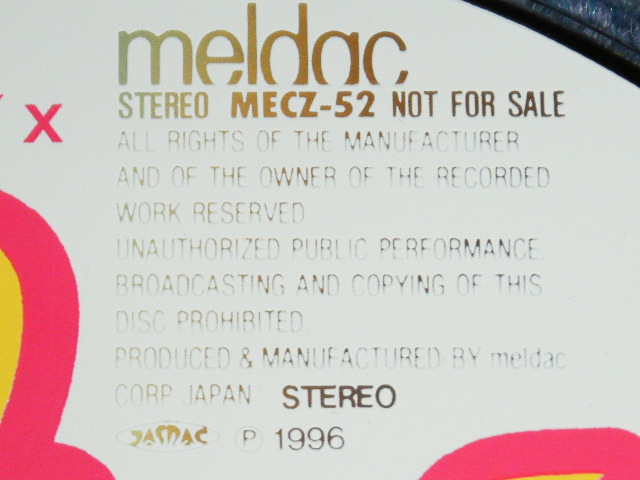 meldac
STEREO MECZ-52 NOT FOR SALE
x
ALL RIGHTS OF THE MANUFACTURER
AND OF THE OWNER OF THE RECORDED
WORK RESERVED
UNAUTHORIZED PUBLIC PERFORMANCE.
BROADCASTING AND COPYING OF THIS
DISC PROHIBITED
PRODUCED & MANUFACTURED BY meldac
CORP JAPAN STEREO
JASRAC Ⓟ 1996